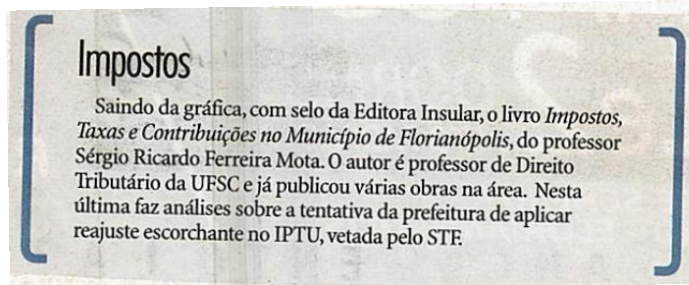 Impostos
Saindo da gráfica, com selo da Editora Insular, o livro Impostos,
Taxas e Contribuições no Município de Florianópolis, do professor
Sérgio Ricardo Ferreira Mota. O autor é professor de Direito
Tributário da UFSC e já publicou várias obras na área. Nesta
última faz análises sobre a tentativa da prefeitura de aplicar
reajuste escorchante no IPTU, vetada pelo STF.